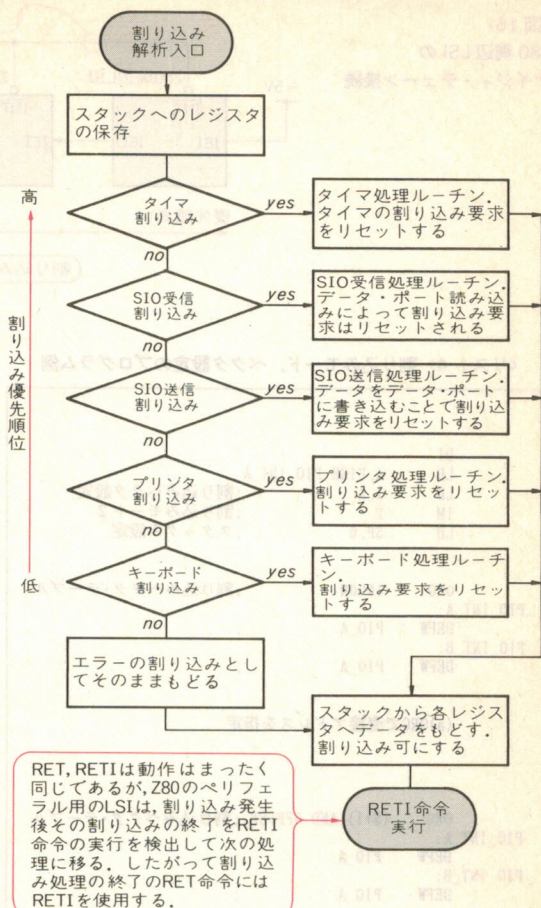 割り込み
解析入口
スタックへのレジスタ
の保存
高
割り込み優先順位
低
タイマ
割り込み
yes
タイマ処理ルーチン.
タイマの割り込み要求
をリセットする
no
SIO受信
割り込み
yes
SIO受信処理ルーチン.
データ・ポート読み込
みによって割り込み要
求はリセットされる
no
SIO送信
割り込み
yes
SIO送信処理ルーチン.
データをデータ・ポート
に書き込むことで割り込
み要求をリセットする
no
プリンタ
割り込み
yes
プリンタ処理ルーチン.
割り込み要求をリセッ
トする
no
キーボード
割り込み
yes
キーボード処理ルーチ
ン.
割り込み要求をリセッ
トする
no
エラーの割り込みとし
てそのままもどる
スタックから各レジス
タへデータをもどす.
割り込み可にする
RETI命令
実行
RET, RETIは動作はまったく
同じであるが, Z80のペリフェ
ラル用のLSIは, 割り込み発生
後その割り込みの終了をRETI
命令の実行を検出して次の処
理に移る. したがって割り込
み処理の終了のRET命令には
RETIを使用する.